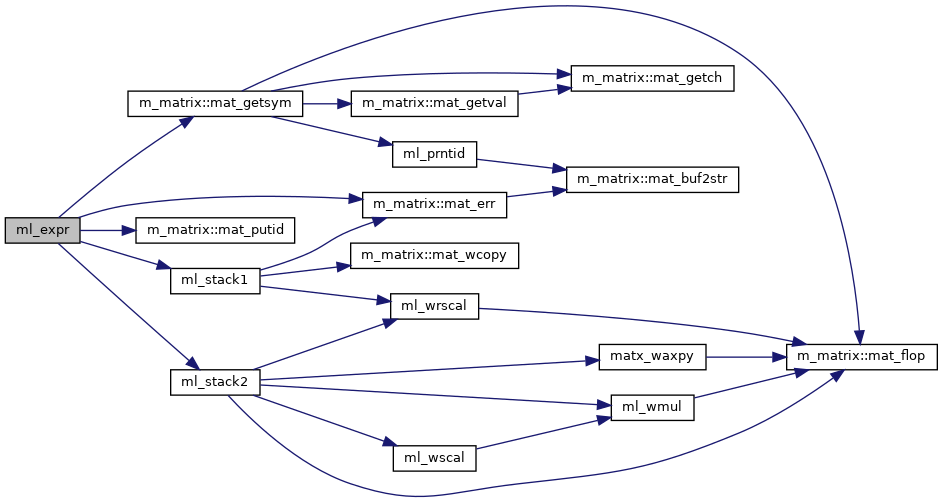 m_matrix::mat_getch
m_matrix::mat_getsym
m_matrix::mat_getval
ml_prntid
m_matrix::mat_buf2str
m_matrix::mat_err
ml_expr
m_matrix::mat_putid
m_matrix::mat_wcopy
ml_stack1
ml_wrscal
matx_waxpy
m_matrix::mat_flop
ml_stack2
ml_wmul
ml_wscal